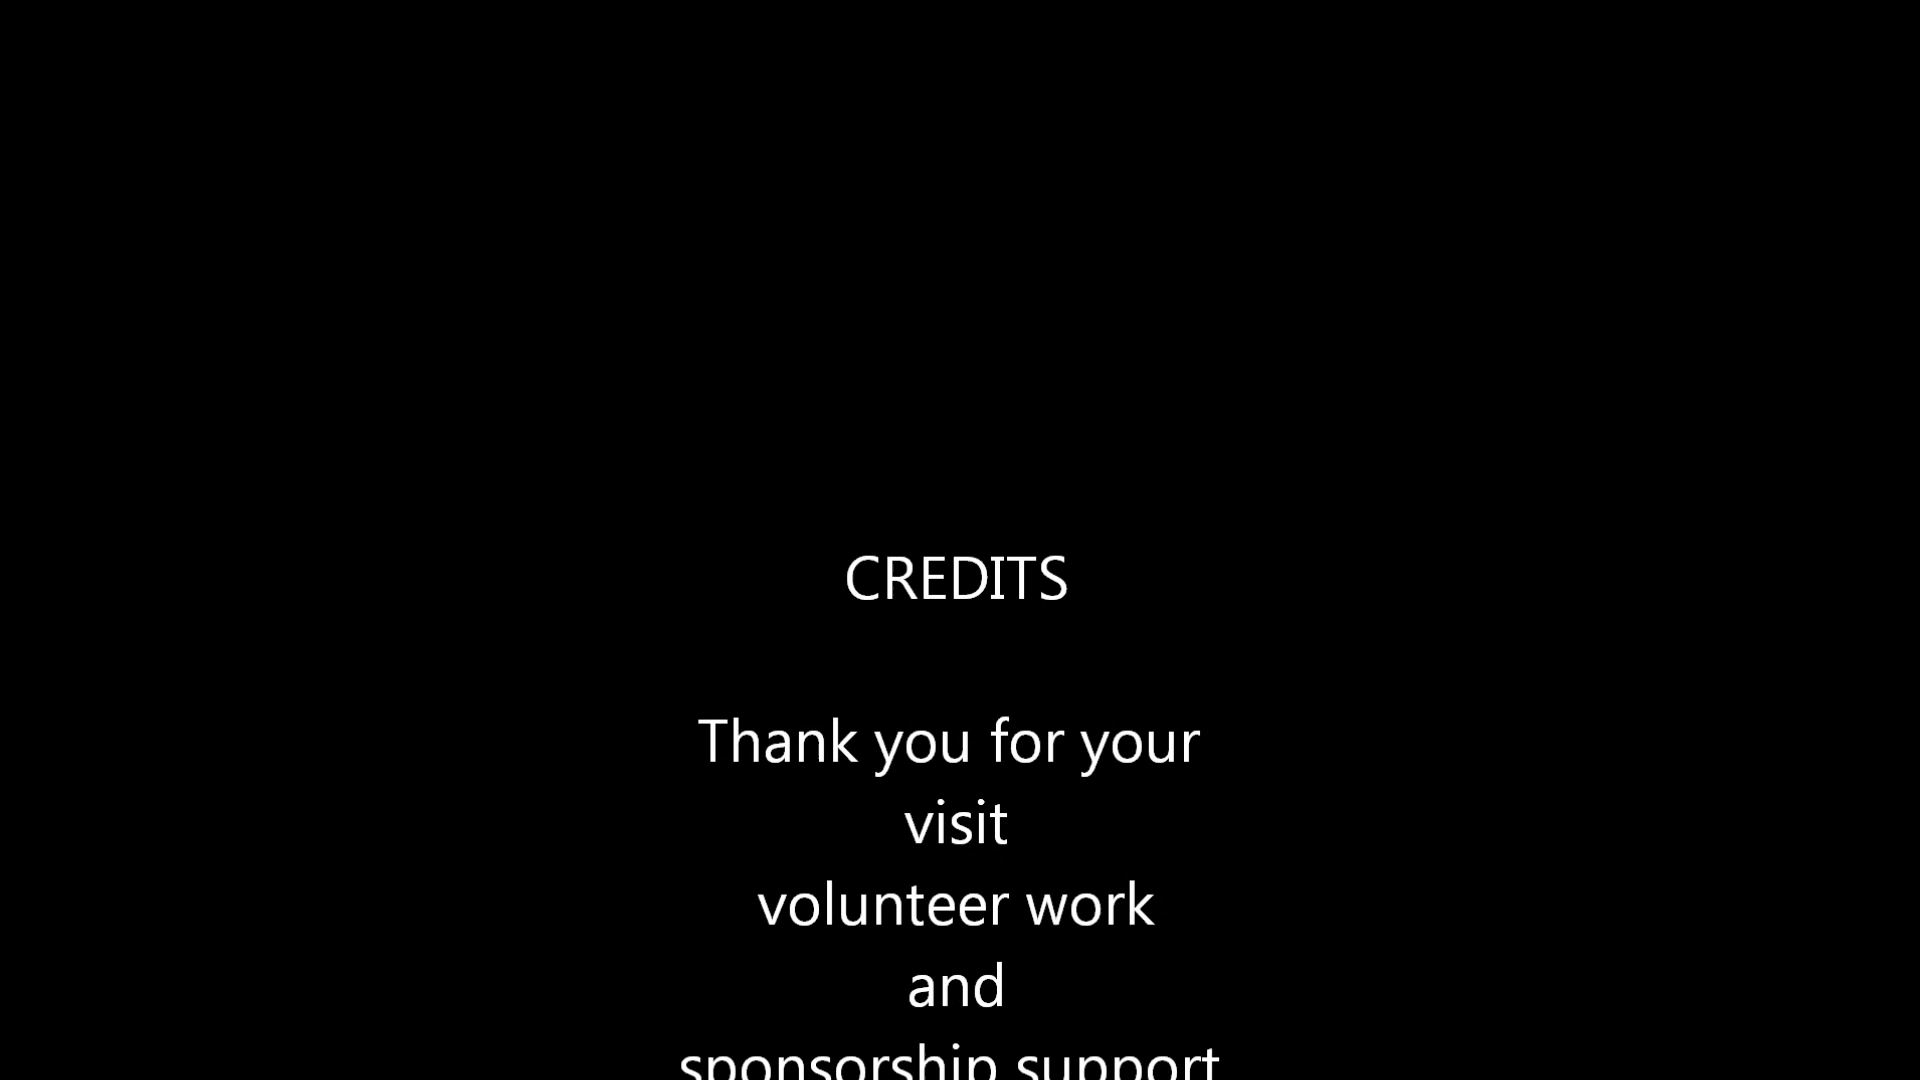 CREDITS
Thank you for your
visit
volunteer work
and
sponsorship support